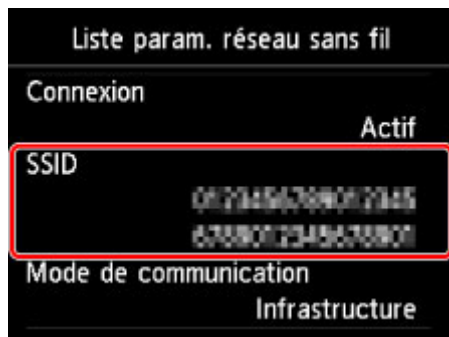 Liste param. réseau sans fil
Connexion
Actif
SSID
Mode de communication
Infrastructure